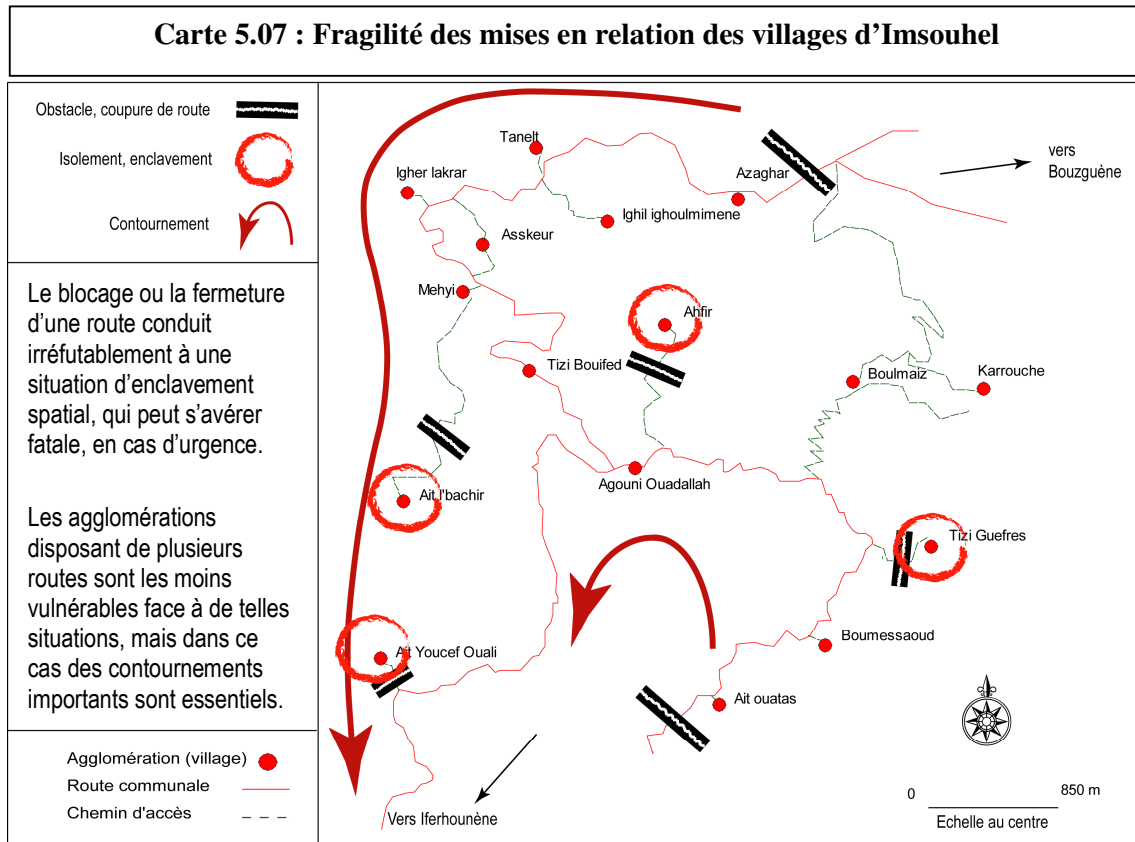 Carte 5.07 : Fragilité des mises en relation des villages d'Imsouhel
Obstacle, coupure de route
Isolement, enclavement
Contournement
Le blocage ou la fermeture
d'une route conduit
irréfutablement à une
situation d'enclavement
spatial, qui peut s'avérer
fatale, en cas d'urgence.
Les agglomérations
disposant de plusieurs
routes sont les moins
vulnérables face à de telles
situations, mais dans ce
cas des contournements
importants sont essentiels.
Agglomération (village)
Route communale
Chemin d'accès
Tanelt
vers
Bouzguène
Igher lakrar
Azaghar
Ighil ighoulmimene
Asskeur
Mehyi
Ahfir
Tizi Bouifed
Boulmaiz
Karrouche
Agouni Ouadallah
Ait l'bachir
Tizi Guefres
Boumessaoud
Ait Youcef Ouali
Ait ouatas
Vers Iferhounène
0
850 m
Echelle au centre